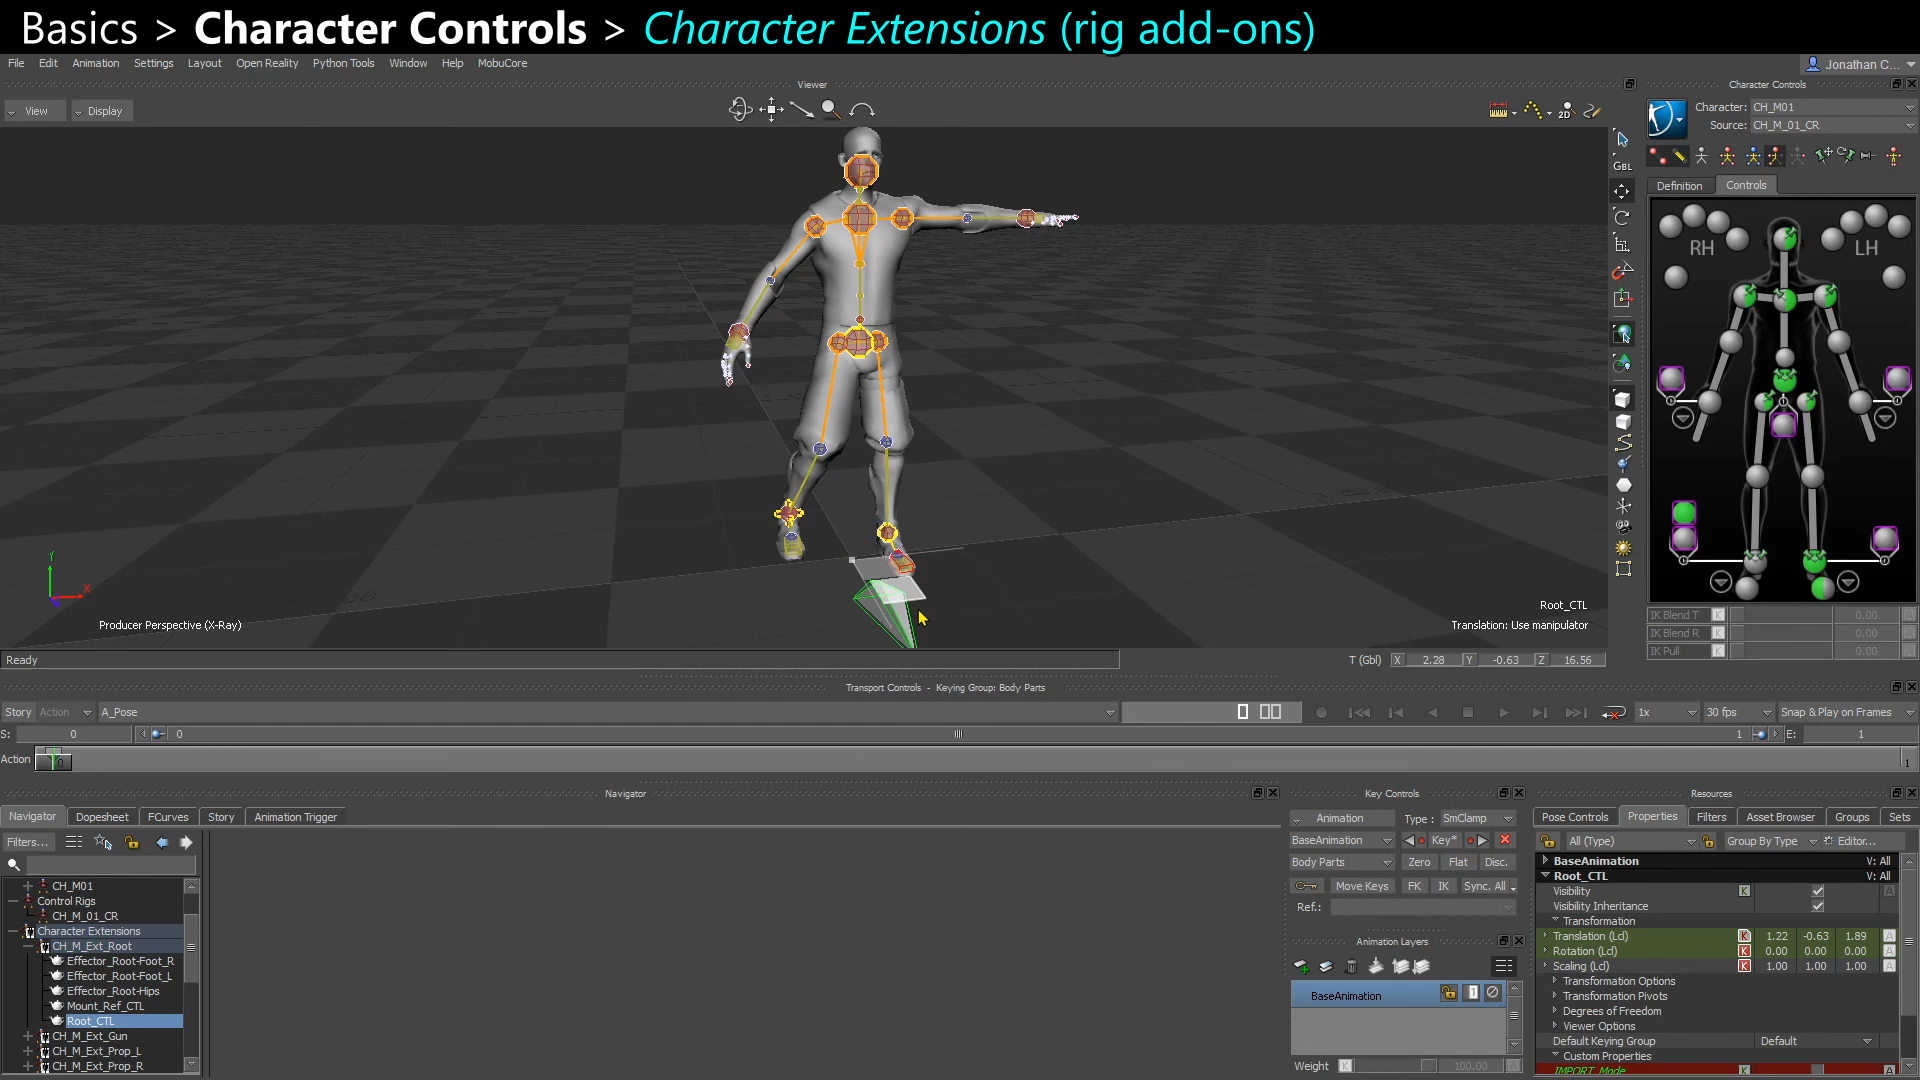 Basics > Character Controls > Character Extensions (rig add-ons)
File Edit Animation Settings Layout Open Reality Python Tools Window Help MobuCore
Jonathan C...
Viewer
Character Controls
View Display
2D
Character: CH_M01
Source: CH_M_01_CR
GBL
Definition Controls
RH LH
Y
X
Producer Perspective (X-Ray)
Root_CTL
Translation: Use manipulator
IK Blend T K 0.00 A
IK Blend R K 0.00 A
IK Pull K 0.00 A
Ready
T (Gbl) X 2.28 Y -0.63 Z 16.56
Transport Controls - Keying Group: Body Parts
Story Action A_Pose
1x 30 fps Snap & Play on Frames
S: 0 0 1 E: 1
Action 0 1
Navigator
Key Controls
Resources
Navigator Dopesheet FCurves Story Animation Trigger
Filters...
CH_M01
Control Rigs
CH_M_01_CR
Character Extensions
CH_M_Ext_Root
Effector_Root-Foot_R
Effector_Root-Foot_L
Effector_Root-Hips
Mount_Ref_CTL
Root_CTL
CH_M_Ext_Gun
CH_M_Ext_Prop_L
CH_M_Ext_Prop_R
Animation Type : SmClamp
BaseAnimation Key*
Body Parts Zero Flat Disc.
Move Keys FK IK Sync. All
Ref.:
Animation Layers
BaseAnimation 1
Weight K 100.00 A
Pose Controls Properties Filters Asset Browser Groups Sets
All (Type) Group By Type Editor...
BaseAnimation V: All
Root_CTL V: All
Visibility K A
Visibility Inheritance
Transformation
Translation (Lcl) K 1.22 -0.63 1.89 A
Rotation (Lcl) K 0.00 0.00 0.00 A
Scaling (Lcl) K 1.00 1.00 1.00 A
Transformation Options
Transformation Pivots
Degrees of Freedom
Viewer Options
Default Keying Group Default
Custom Properties
IMPORT_Mode K A